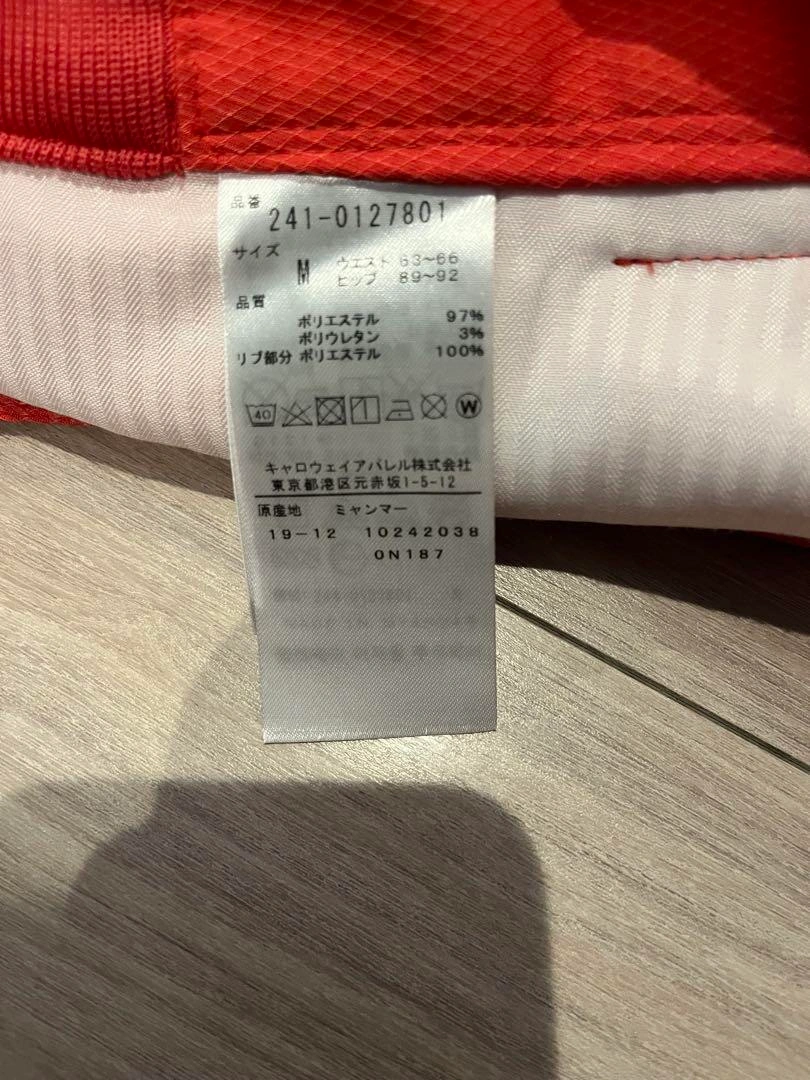 品番
241-0127801
サイズ
M ウエスト 63~66
ヒップ 89~92
品質
ポリエステル 97%
ポリウレタン 3%
リブ部分 ポリエステル 100%
40 W
キャロウェイアパレル株式会社
東京都港区元赤坂1-5-12
原産地 ミャンマー
19-12 10242038
0N187